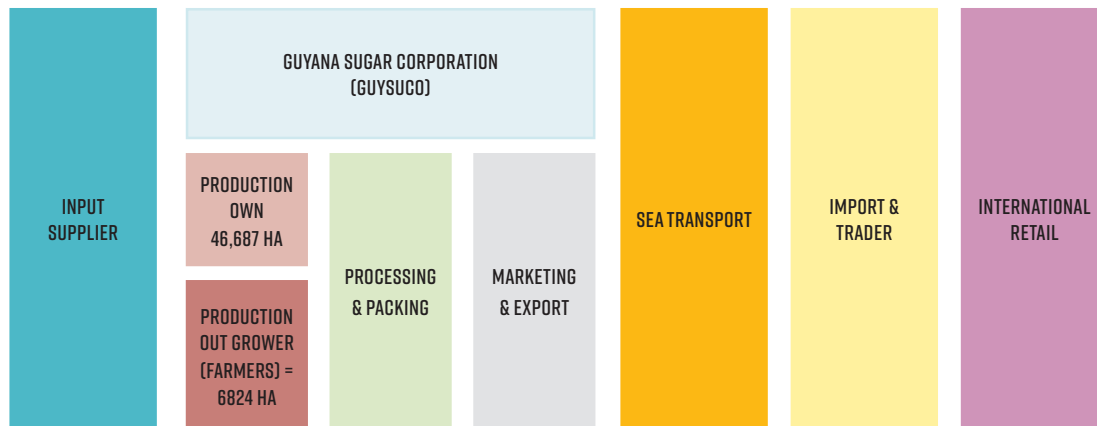 INPUT
SUPPLIER
GUYANA SUGAR CORPORATION
(GUYSUCO)
PRODUCTION
OWN
46,687 HA
PRODUCTION
OUT GROWER
(FARMERS) =
6824 HA
PROCESSING
& PACKING
MARKETING
& EXPORT
SEA TRANSPORT
IMPORT &
TRADER
INTERNATIONAL
RETAIL